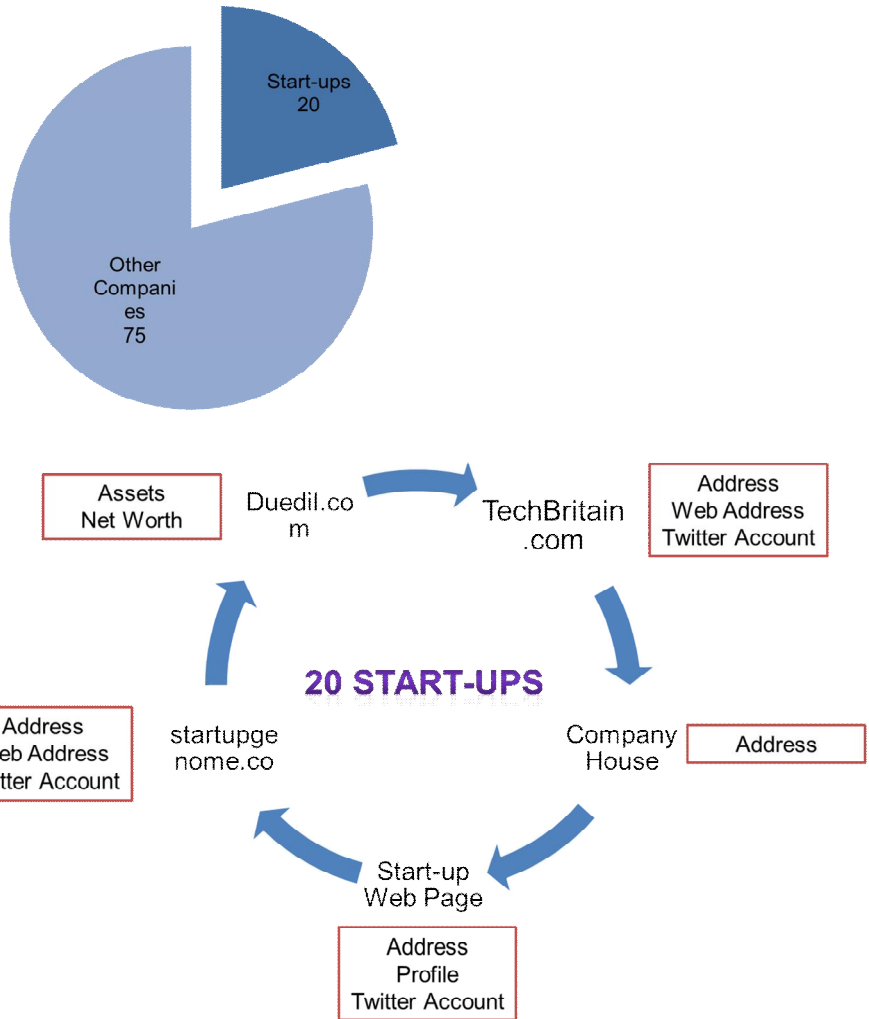 Start-ups
20
Other
Compani
es
75
Assets
Net Worth
Duedil.co
m
TechBritain
.com
Address
Web Address
Twitter Account
20 START-UPS
Address
eb Address
tter Account
startupge
nome.co
Company
House
Address
Start-up
Web Page
Address
Profile
Twitter Account